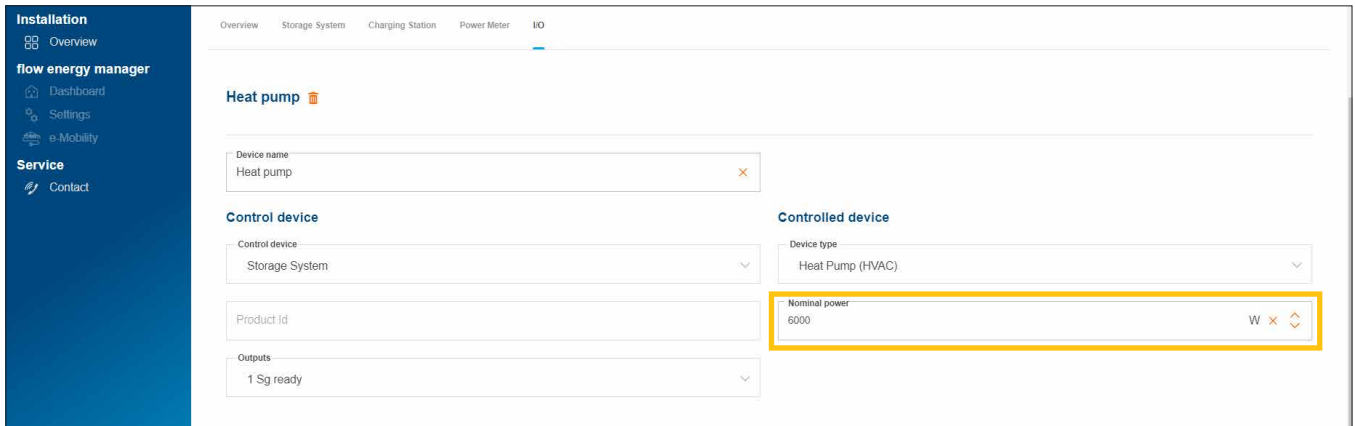 Installation
Overview
flow energy manager
Dashboard
Settings
e-Mobility
Service
Contact
Overview Storage System Charging Station Power Meter I/O
Heat pump
Device name
Heat pump
Control device
Controlled device
Control device
Storage System
Device type
Heat Pump (HVAC)
Product Id
Nominal power
6000 W
Outputs
1 Sg ready